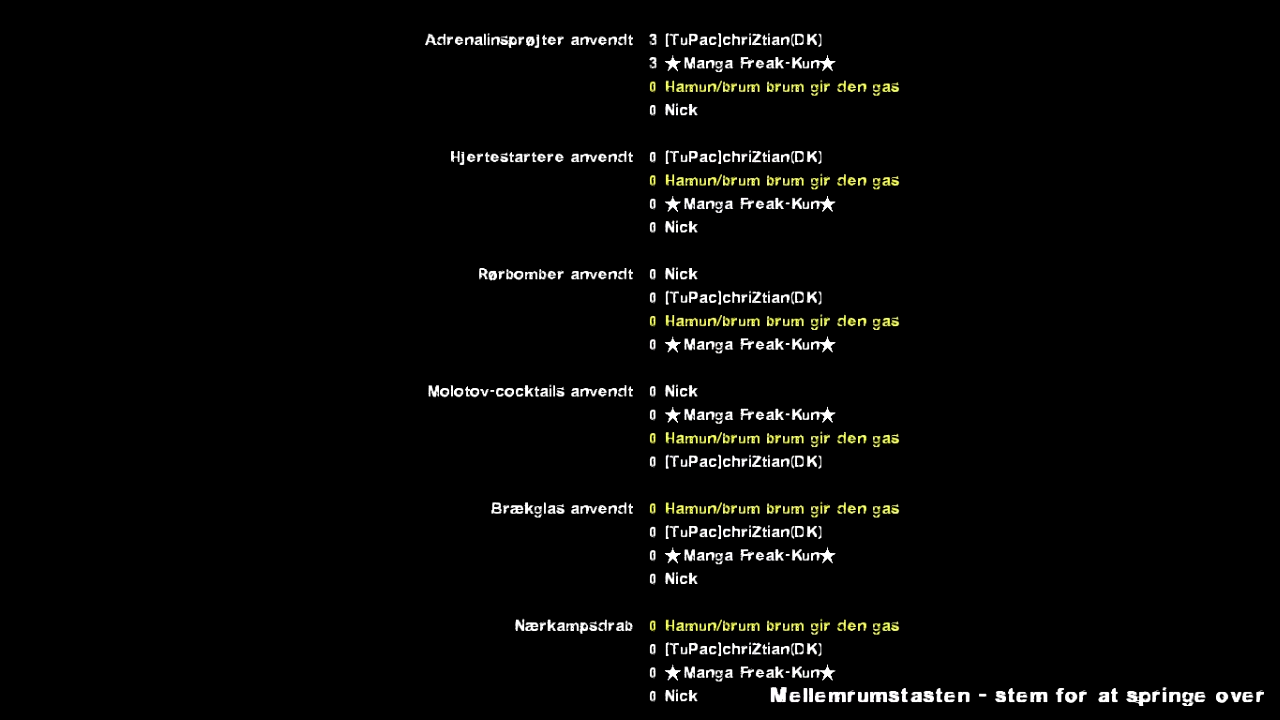 Adrenalinsprøjter anvendt 3 [TuPac]chriZtian(DK)
3 ★Manga Freak-Kun★
0 Hamun/brum brum gir den gas
0 Nick
Hjertestartere anvendt 0 [TuPac]chriZtian(DK)
0 Hamun/brum brum gir den gas
0 ★Manga Freak-Kun★
0 Nick
Rørbomber anvendt 0 Nick
0 [TuPac]chriZtian(DK)
0 Hamun/brum brum gir den gas
0 ★Manga Freak-Kun★
Molotov-cocktails anvendt 0 Nick
0 ★Manga Freak-Kun★
0 Hamun/brum brum gir den gas
0 [TuPac]chriZtian(DK)
Brækglas anvendt 0 Hamun/brum brum gir den gas
0 [TuPac]chriZtian(DK)
0 ★Manga Freak-Kun★
0 Nick
Nærkampsdrab 0 Hamun/brum brum gir den gas
0 [TuPac]chriZtian(DK)
0 ★Manga Freak-Kun★
0 Nick
Mellemrumstasten - stem for at springe over